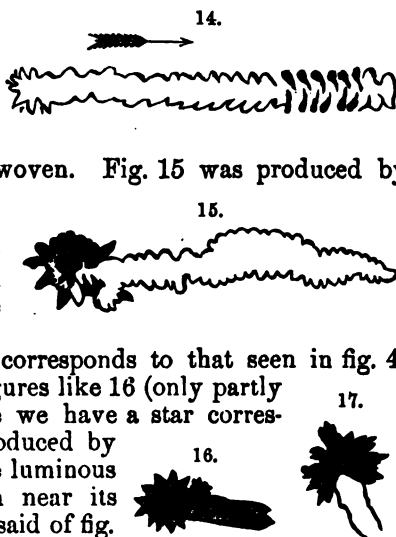 14.
woven. Fig. 15 was produced by
15.
corresponds to that seen in fig. 4
gures like 16 (only partly
we have a star corres-
17.
oduced by
16.
luminous
near its
said of fig.